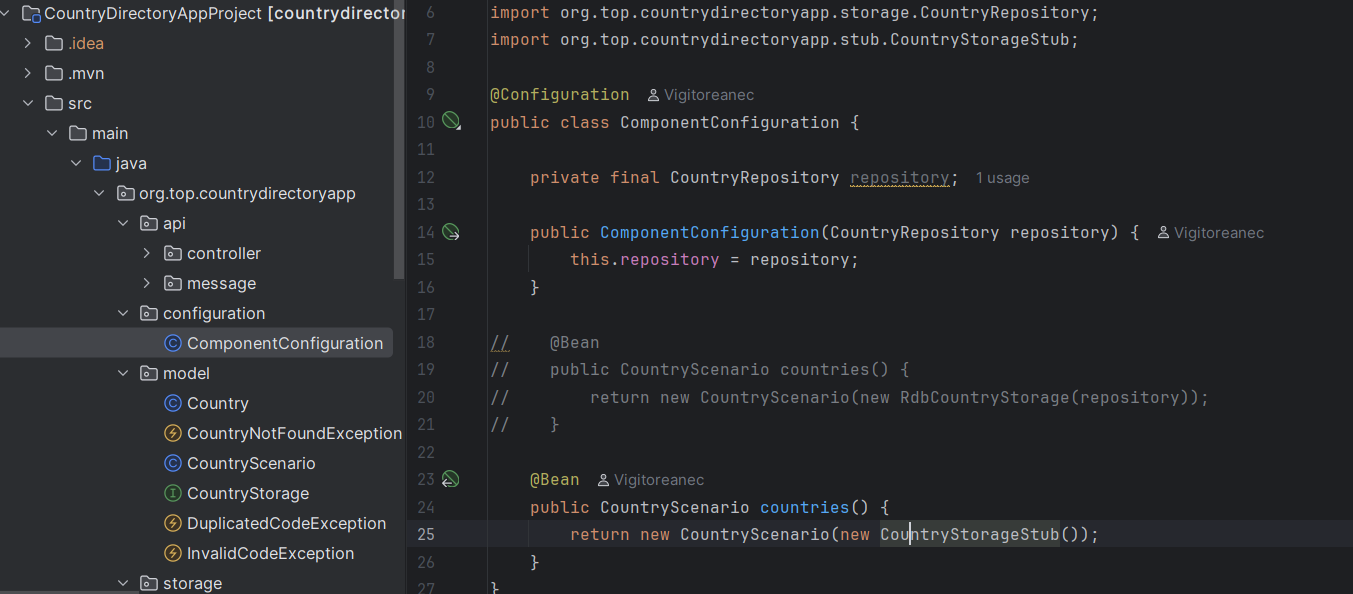 CountryDirectoryAppProject [countrydirector
.idea
.mvn
src
main
java
org.top.countrydirectoryapp
api
controller
message
configuration
ComponentConfiguration
model
Country
CountryNotFoundException
CountryScenario
CountryStorage
DuplicatedCodeException
InvalidCodeException
storage
6 import org.top.countrydirectoryapp.storage.CountryRepository;
7 import org.top.countrydirectoryapp.stub.CountryStorageStub;
8
9 @Configuration Vigitoreanec
10 public class ComponentConfiguration {
11
12 private final CountryRepository repository; 1 usage
13
14 public ComponentConfiguration(CountryRepository repository) { Vigitoreanec
15 this.repository = repository;
16 }
17
18 // @Bean
19 // public CountryScenario countries() {
20 // return new CountryScenario(new RdbCountryStorage(repository));
21 // }
22
23 @Bean Vigitoreanec
24 public CountryScenario countries() {
25 return new CountryScenario(new CountryStorageStub());
26 }
27 }